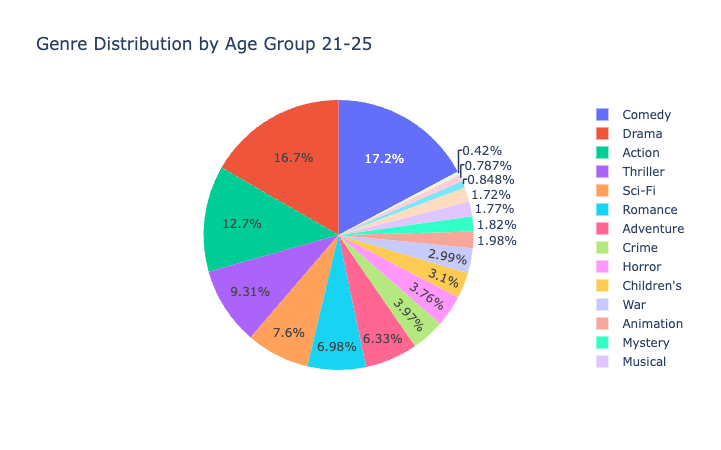 Genre Distribution by Age Group 21-25
17.2%
16.7%
12.7%
9.31%
7.6%
6.98%
6.33%
3.97%
3.76%
3.1%
2.99%
1.98%
1.82%
1.77%
1.72%
0.848%
0.787%
0.42%
Comedy
Drama
Action
Thriller
Sci-Fi
Romance
Adventure
Crime
Horror
Children's
War
Animation
Mystery
Musical